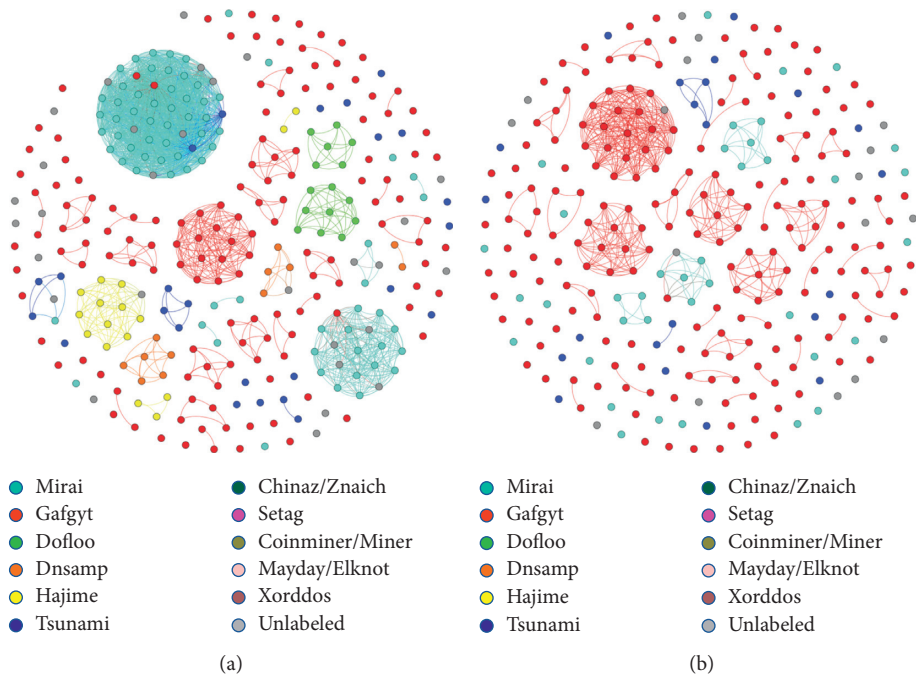 Mirai
Gafgyt
Dofloo
Dnsamp
Hajime
Tsunami
Chinaz/Znaich
Setag
Coinminer/Miner
Mayday/Elknot
Xorddos
Unlabeled
(a)
Mirai
Gafgyt
Dofloo
Dnsamp
Hajime
Tsunami
Chinaz/Znaich
Setag
Coinminer/Miner
Mayday/Elknot
Xorddos
Unlabeled
(b)